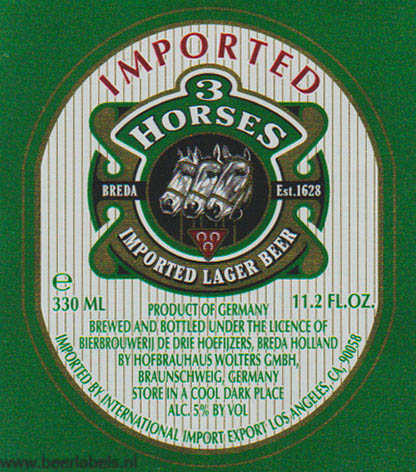 IMPORTED
3
HORSES
BREDA
Est.1628
IMPORTED LAGER BEER
e
330 ML
11.2 FL.OZ.
PRODUCT OF GERMANY
BREWED AND BOTTLED UNDER THE LICENCE OF
BIERBROUWERIJ DE DRIE HOEFIJZERS, BREDA HOLLAND
BY HOFBRAUHAUS WOLTERS GMBH,
BRAUNSCHWEIG, GERMANY
STORE IN A COOL DARK PLACE
ALC. 5% BY VOL
IMPORTED BY INTERNATIONAL IMPORT EXPORT LOS ANGELES, CA, 90058
www.beerlabels.nl